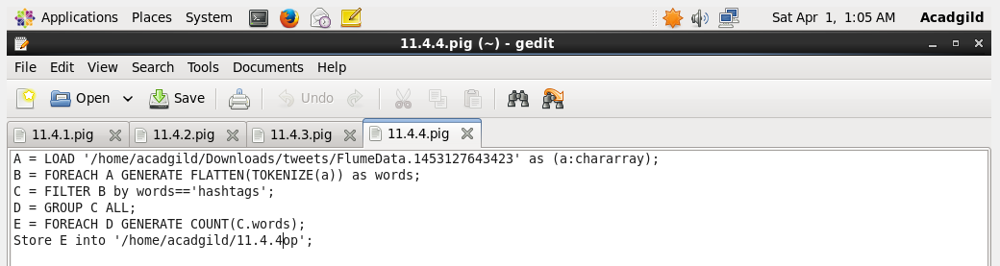 Applications Places System Sat Apr 1, 1:05 AM Acadgild
11.4.4.pig (~) - gedit
File Edit View Search Tools Documents Help
Open Save Undo
11.4.1.pig 11.4.2.pig 11.4.3.pig 11.4.4.pig
A = LOAD '/home/acadgild/Downloads/tweets/FlumeData.1453127643423' as (a:chararray);
B = FOREACH A GENERATE FLATTEN(TOKENIZE(a)) as words;
C = FILTER B by words=='hashtags';
D = GROUP C ALL;
E = FOREACH D GENERATE COUNT(C.words);
Store E into '/home/acadgild/11.4.4op';